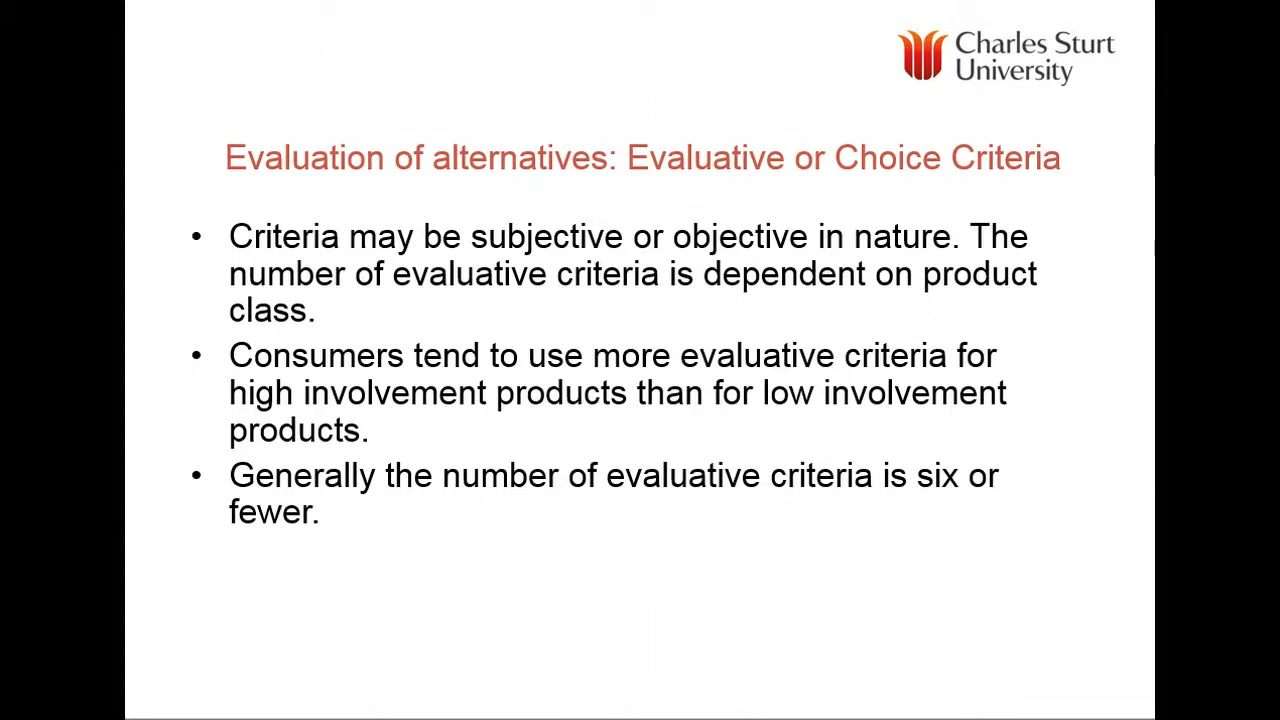 Charles Sturt
University
Evaluation of alternatives: Evaluative or Choice Criteria
• Criteria may be subjective or objective in nature. The
number of evaluative criteria is dependent on product
class.
• Consumers tend to use more evaluative criteria for
high involvement products than for low involvement
products.
• Generally the number of evaluative criteria is six or
fewer.